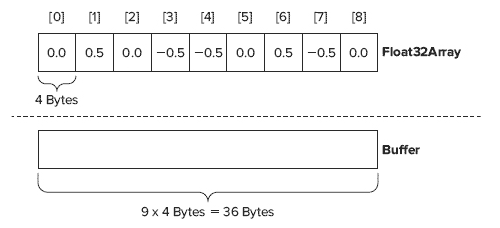 [0] [1] [2] [3] [4] [5] [6] [7] [8]
0.0 0.5 0.0 −0.5 −0.5 0.0 0.5 −0.5 0.0 Float32Array
4 Bytes
Buffer
9 x 4 Bytes = 36 Bytes